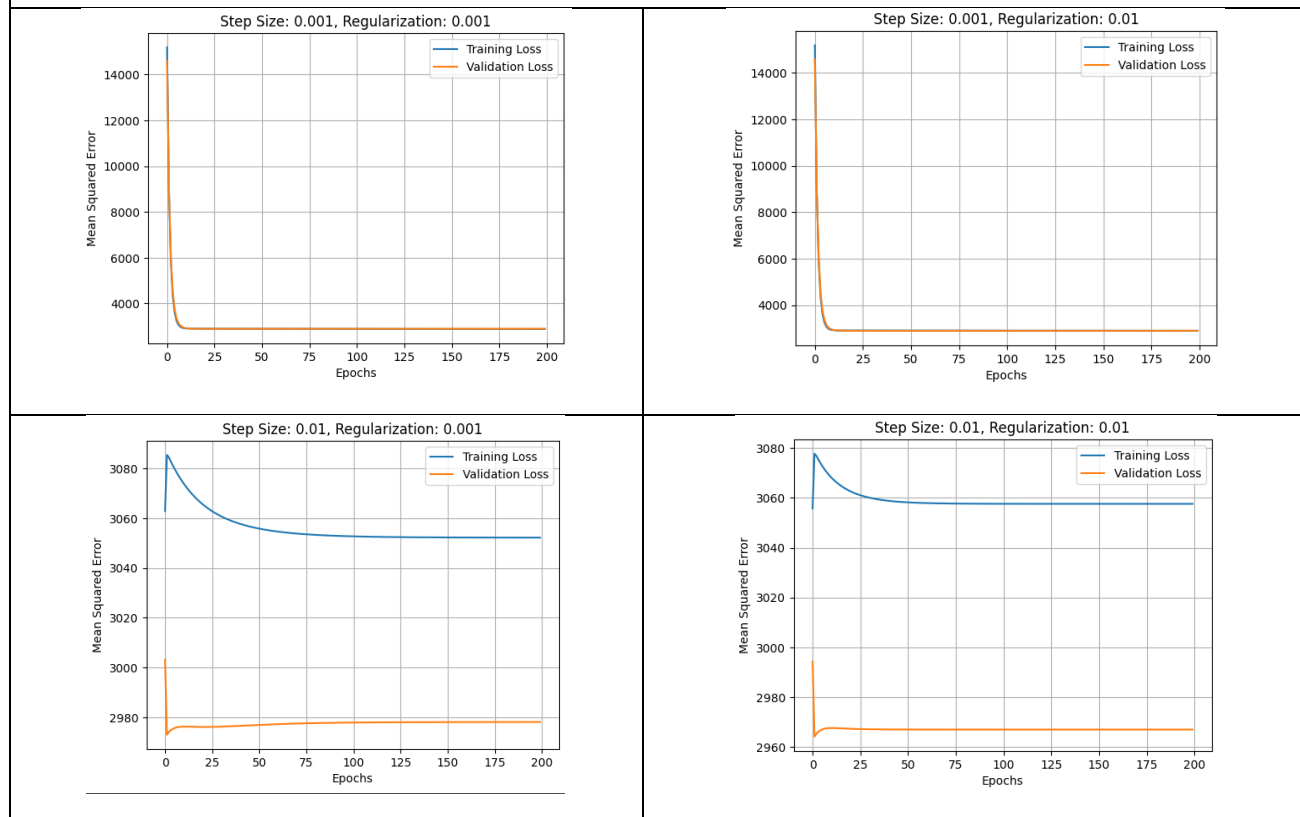 Step Size: 0.001, Regularization: 0.001
Training Loss
Validation Loss
Mean Squared Error
14000
12000
10000
8000
6000
4000
0 25 50 75 100 125 150 175 200
Epochs
Step Size: 0.001, Regularization: 0.01
Training Loss
Validation Loss
Mean Squared Error
14000
12000
10000
8000
6000
4000
0 25 50 75 100 125 150 175 200
Epochs
Step Size: 0.01, Regularization: 0.001
Training Loss
Validation Loss
Mean Squared Error
3080
3060
3040
3020
3000
2980
0 25 50 75 100 125 150 175 200
Epochs
Step Size: 0.01, Regularization: 0.01
Training Loss
Validation Loss
Mean Squared Error
3080
3060
3040
3020
3000
2980
2960
0 25 50 75 100 125 150 175 200
Epochs